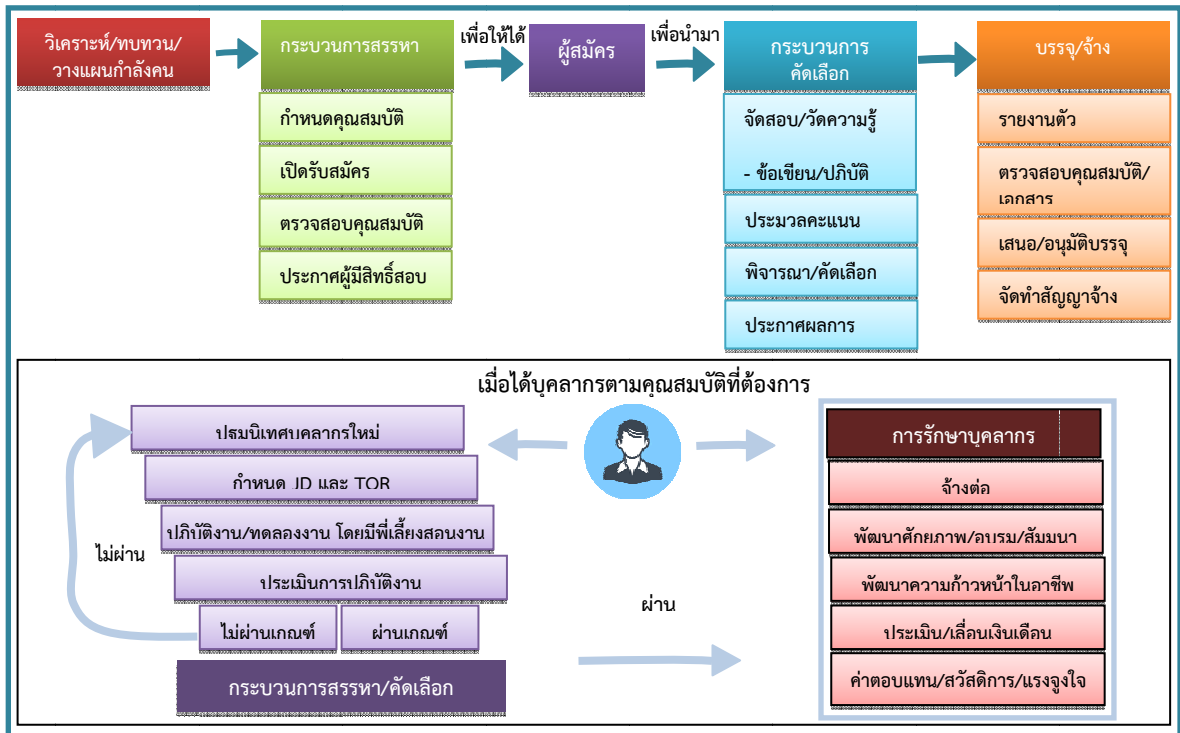 วิเคราะห์/ทบทวน/
วางแผนกำลังคน
กระบวนการสรรหา
เพื่อให้ได้
ผู้สมัคร
เพื่อนำมา
กระบวนการ
คัดเลือก
บรรจุ/จ้าง
กำหนดคุณสมบัติ
เปิดรับสมัคร
ตรวจสอบคุณสมบัติ
ประกาศผู้มีสิทธิ์สอบ
จัดสอบ/วัดความรู้
- ข้อเขียน/ปฏิบัติ
ประมวลคะแนน
พิจารณา/คัดเลือก
ประกาศผลการ
รายงานตัว
ตรวจสอบคุณสมบัติ/
เอกสาร
เสนอ/อนุมัติบรรจุ
จัดทำสัญญาจ้าง
เมื่อได้บุคลากรตามคุณสมบัติที่ต้องการ
ปฐมนิเทศบุคลากรใหม่
กำหนด JD และ TOR
ปฏิบัติงาน/ทดลองงาน โดยมีพี่เลี้ยงสอนงาน
ประเมินการปฏิบัติงาน
ไม่ผ่าน
ไม่ผ่านเกณฑ์
ผ่านเกณฑ์
กระบวนการสรรหา/คัดเลือก
ผ่าน
การรักษาบุคลากร
จ้างต่อ
พัฒนาศักยภาพ/อบรม/สัมมนา
พัฒนาความก้าวหน้าในอาชีพ
ประเมิน/เลื่อนเงินเดือน
ค่าตอบแทน/สวัสดิการ/แรงจูงใจ